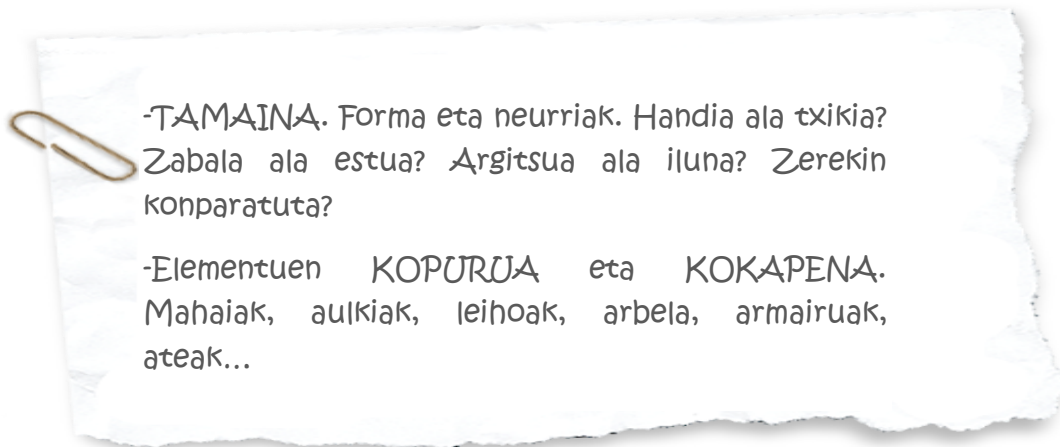 -TAMAINA. Forma eta neurriak. Handia ala txikia?
Zabala ala estua? Argitsua ala iluna? Zerekin
konparatuta?
-Elementuen KOPURUA eta KOKAPENA.
Mahaiak, aulkiak, leihoak, arbela, armairuak,
ateak...